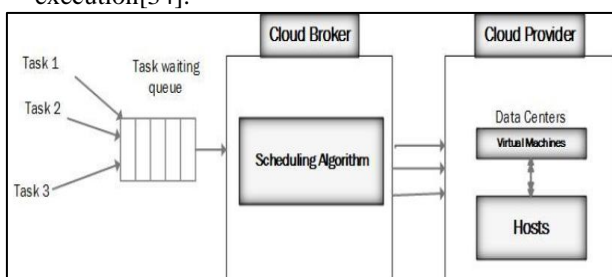 execution[34].
Cloud Broker
Cloud Provider
Task 1
Task waiting
queue
Task 2
Task 3
Scheduling Algorithm
Data Centers
Virtual Machines
Hosts